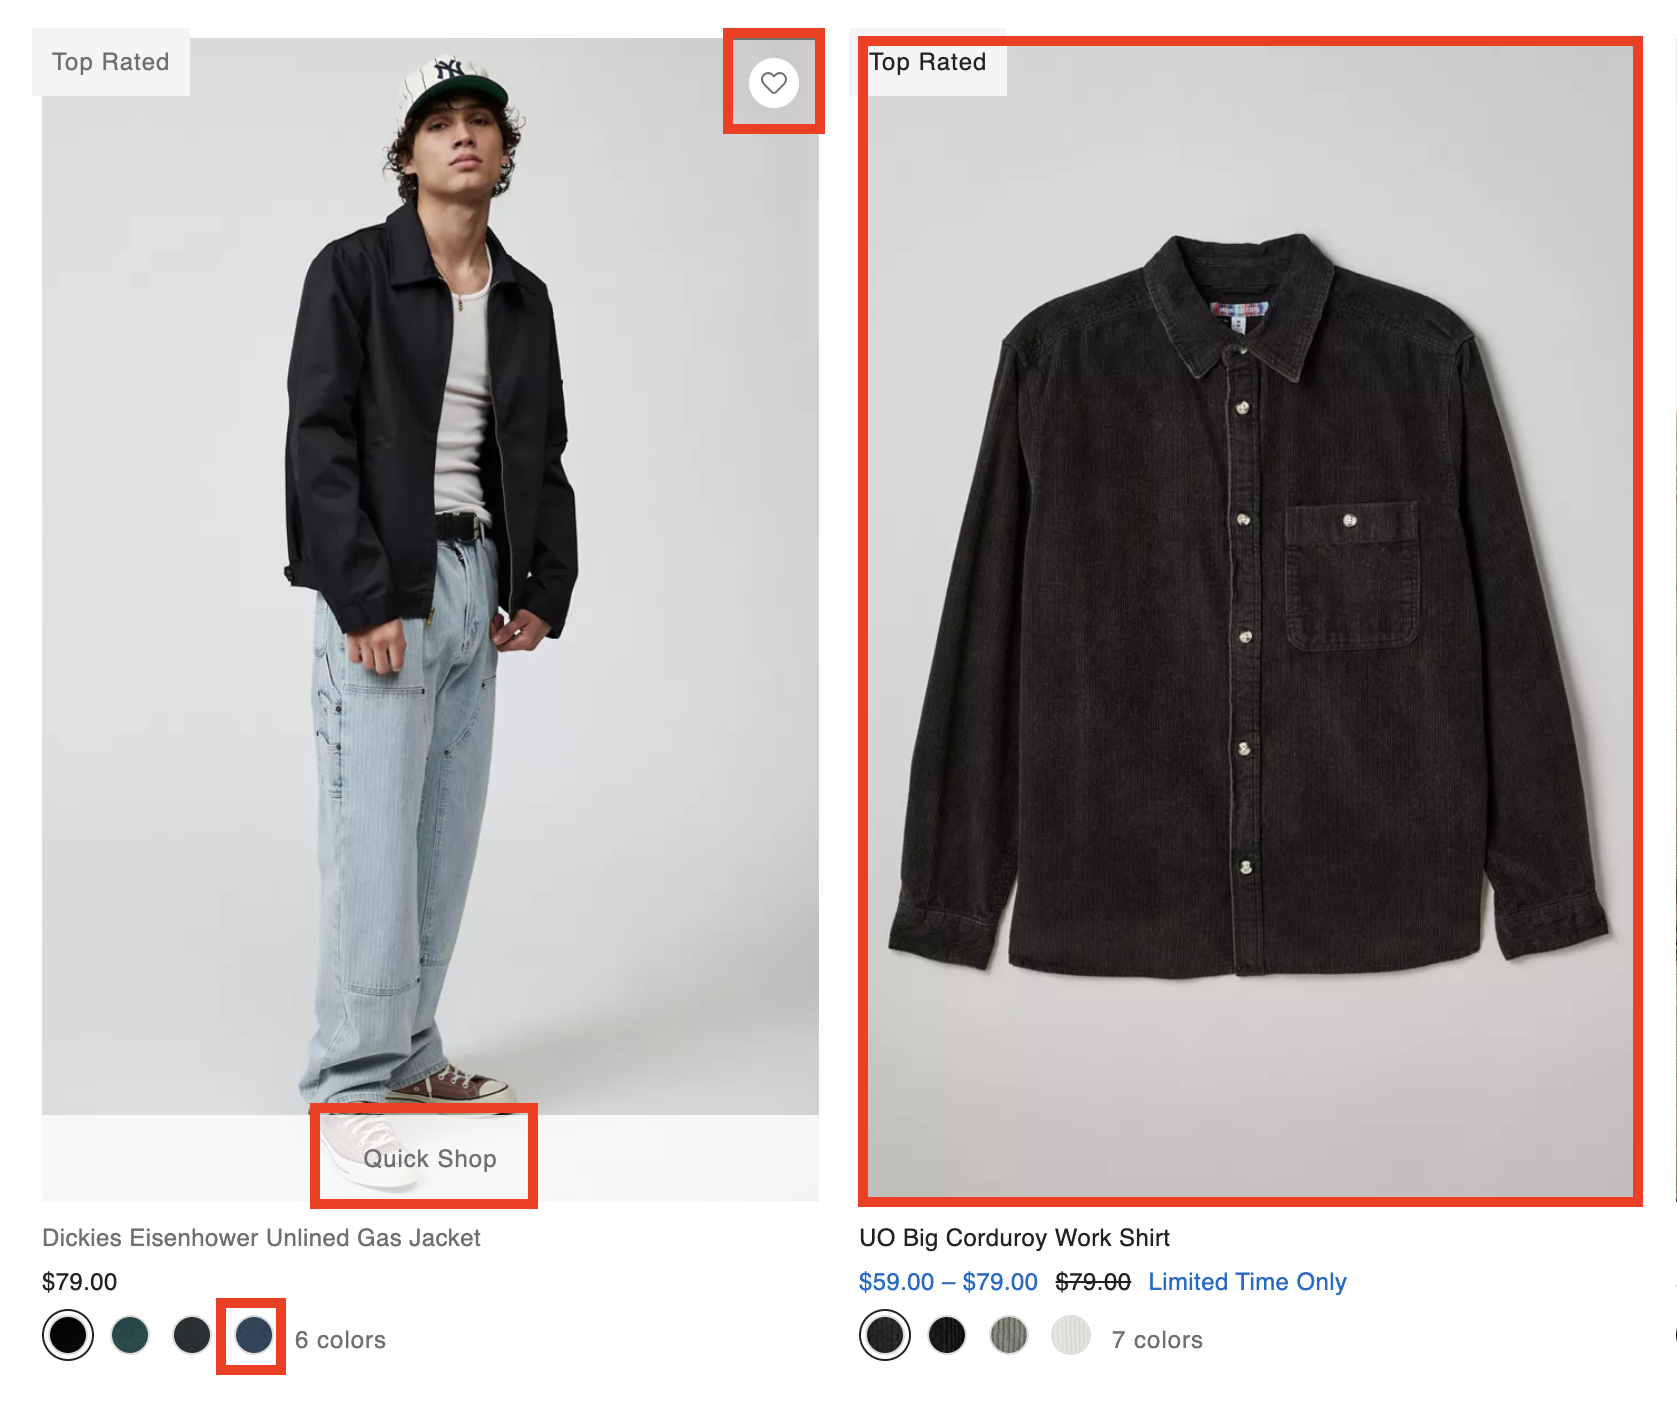 Top Rated
NY
Quick Shop
Dickies Eisenhower Unlined Gas Jacket
$79.00
6 colors
Top Rated
UO Big Corduroy Work Shirt
$59.00 – $79.00 $79.00 Limited Time Only
7 colors